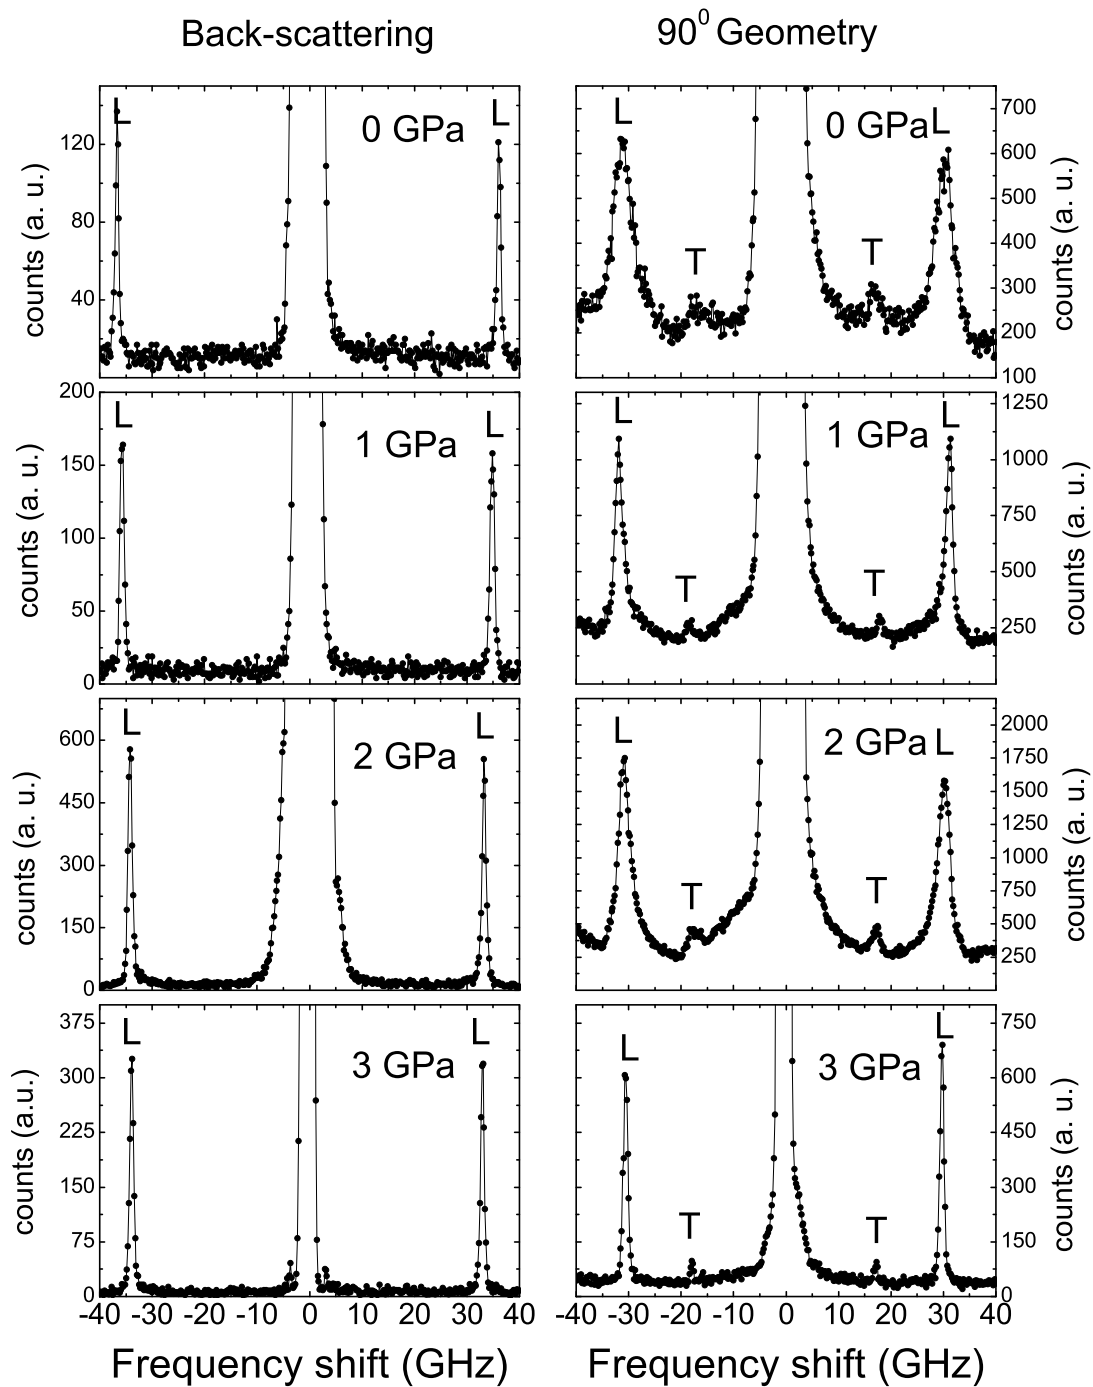 Back-scattering
90⁰ Geometry
L
0 GPa
L
120
80
40
counts (a. u.)
L
0 GPa
L
T
T
700
600
500
400
300
200
100
counts (a. u.)
L
1 GPa
L
200
150
100
50
0
counts (a. u.)
L
1 GPa
L
T
T
1250
1000
750
500
250
counts (a. u.)
L
2 GPa
L
600
450
300
150
0
counts (a. u.)
L
2 GPa
L
T
T
2000
1750
1500
1250
1000
750
500
250
counts (a. u.)
L
3 GPa
L
375
300
225
150
75
0
counts (a.u.)
L
3 GPa
L
T
T
750
600
450
300
150
0
counts (a. u.)
-40 -30 -20 -10 0 10 20 30 40
-40 -30 -20 -10 0 10 20 30 40
Frequency shift (GHz)
Frequency shift (GHz)